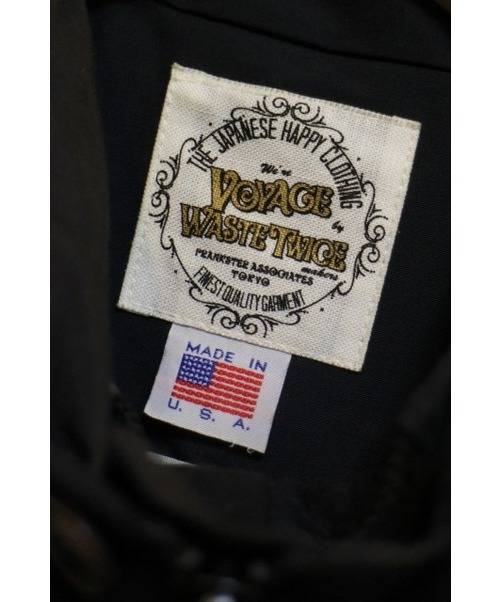 THE JAPANESE HAPPY CLOTHING
We're
VOYAGE
by
WASTE TWICE
makers
PRANKSTER ASSOCIATES
TOKYO
FINEST QUALITY GARMENT
MADE IN
U. S. A.